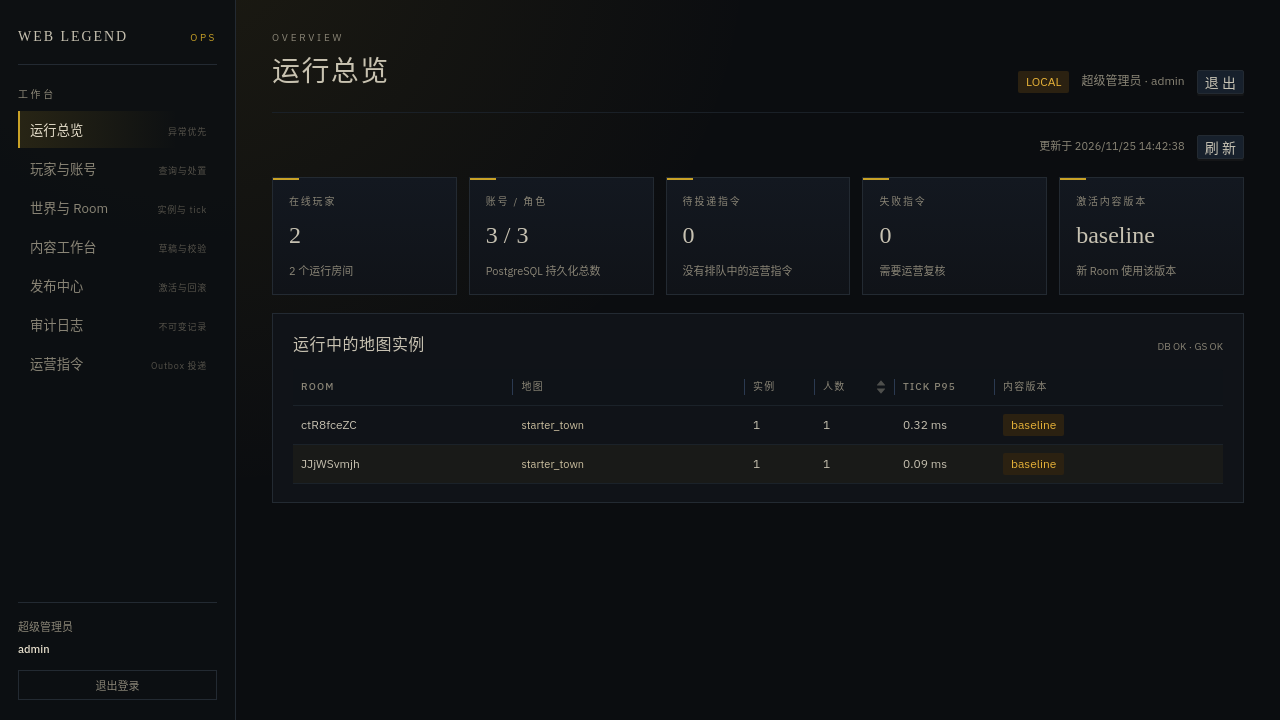 WEB LEGEND OPS
工作台
运行总览 异常优先
玩家与账号 查询与处置
世界与 Room 实例与 tick
内容工作台 草稿与校验
发布中心 激活与回滚
审计日志 不可变记录
运营指令 Outbox 投递
超级管理员
admin
退出登录
OVERVIEW
运行总览
LOCAL 超级管理员 · admin 退 出
更新于 2026/11/25 14:42:38 刷 新
在线玩家
2
2 个运行房间
账号 / 角色
3 / 3
PostgreSQL 持久化总数
待投递指令
0
没有排队中的运营指令
失败指令
0
需要运营复核
激活内容版本
baseline
新 Room 使用该版本
运行中的地图实例 DB OK · GS OK
ROOM 地图 实例 人数 TICK P95 内容版本
ctR8fceZC starter_town 1 1 0.32 ms baseline
JJjWSvmjh starter_town 1 1 0.09 ms baseline